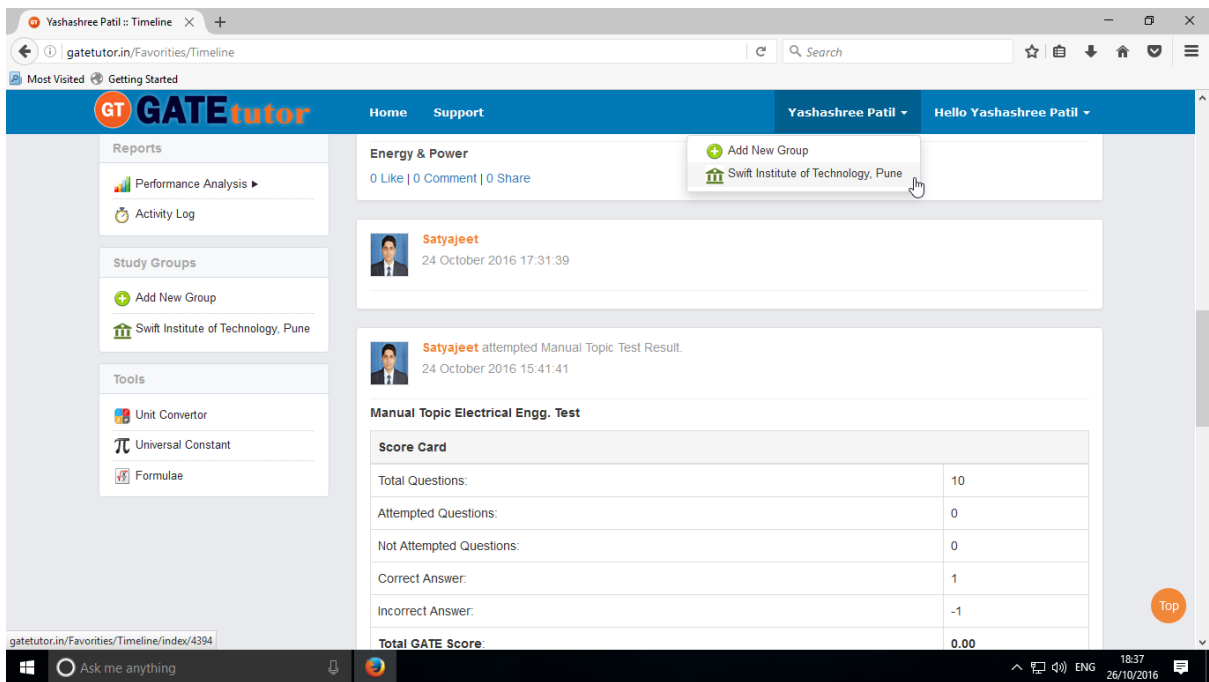 Yashashree Patil :: Timeline
gatetutor.in/Favorities/Timeline
Search
Most Visited Getting Started
GT GATEtutor Home Support Yashashree Patil Hello Yashashree Patil
Add New Group
Swift Institute of Technology, Pune
Reports
Performance Analysis
Activity Log
Study Groups
Add New Group
Swift Institute of Technology, Pune
Tools
Unit Convertor
Universal Constant
Formulae
Energy & Power
0 Like | 0 Comment | 0 Share
Satyajeet
24 October 2016 17:31:39
Satyajeet attempted Manual Topic Test Result.
24 October 2016 15:41:41
Manual Topic Electrical Engg. Test
Score Card
Total Questions: 10
Attempted Questions: 0
Not Attempted Questions: 0
Correct Answer: 1
Incorrect Answer: -1
Total GATE Score: 0.00
Top
gatetutor.in/Favorities/Timeline/index/4394
Ask me anything
ENG
18:37
26/10/2016